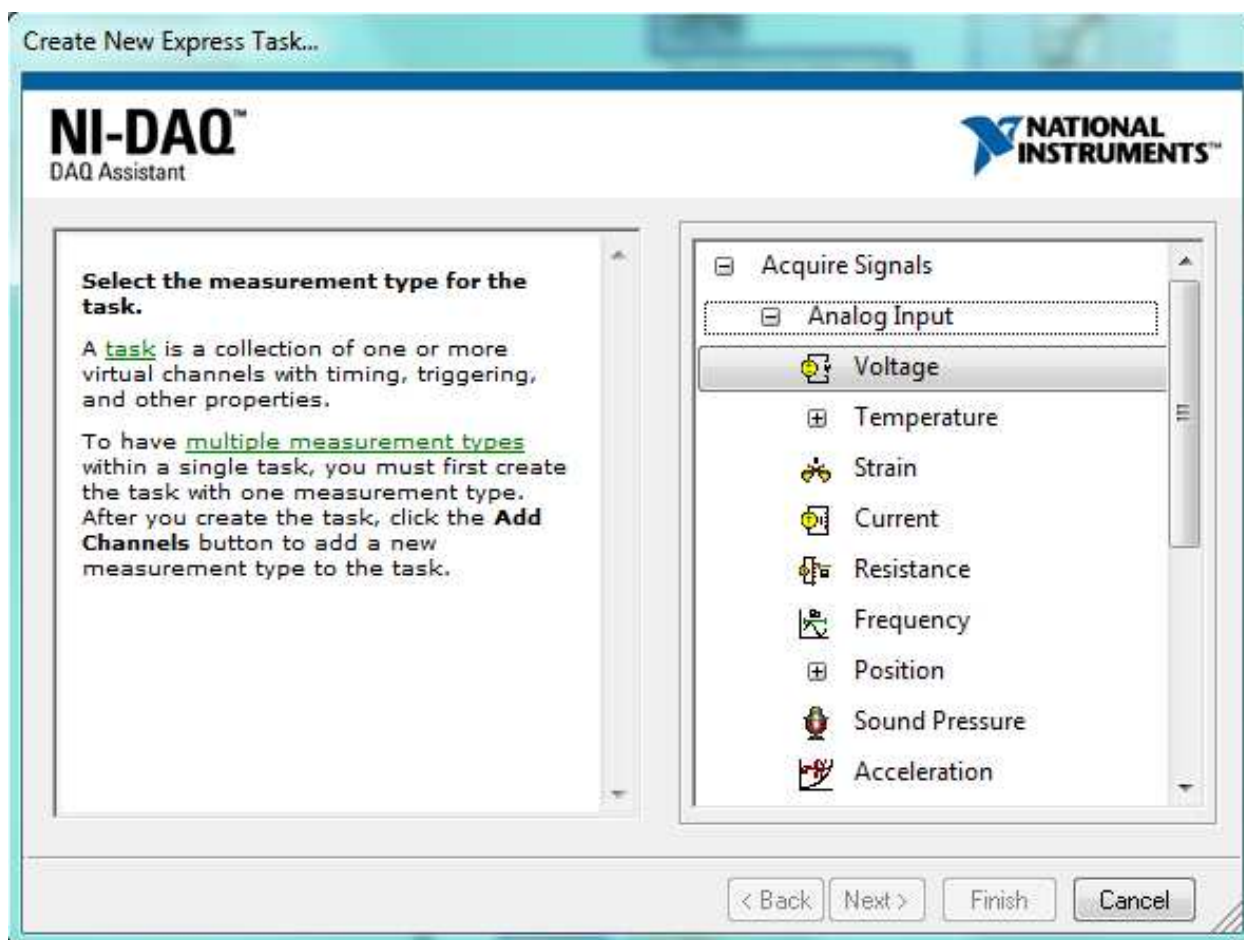 Create New Express Task...
NI-DAQ™
DAQ Assistant
NATIONAL
INSTRUMENTS™
Select the measurement type for the
task.
A task is a collection of one or more
virtual channels with timing, triggering,
and other properties.
To have multiple measurement types
within a single task, you must first create
the task with one measurement type.
After you create the task, click the Add
Channels button to add a new
measurement type to the task.
Acquire Signals
Analog Input
Voltage
Temperature
Strain
Current
Resistance
Frequency
Position
Sound Pressure
Acceleration
< Back Next > Finish Cancel